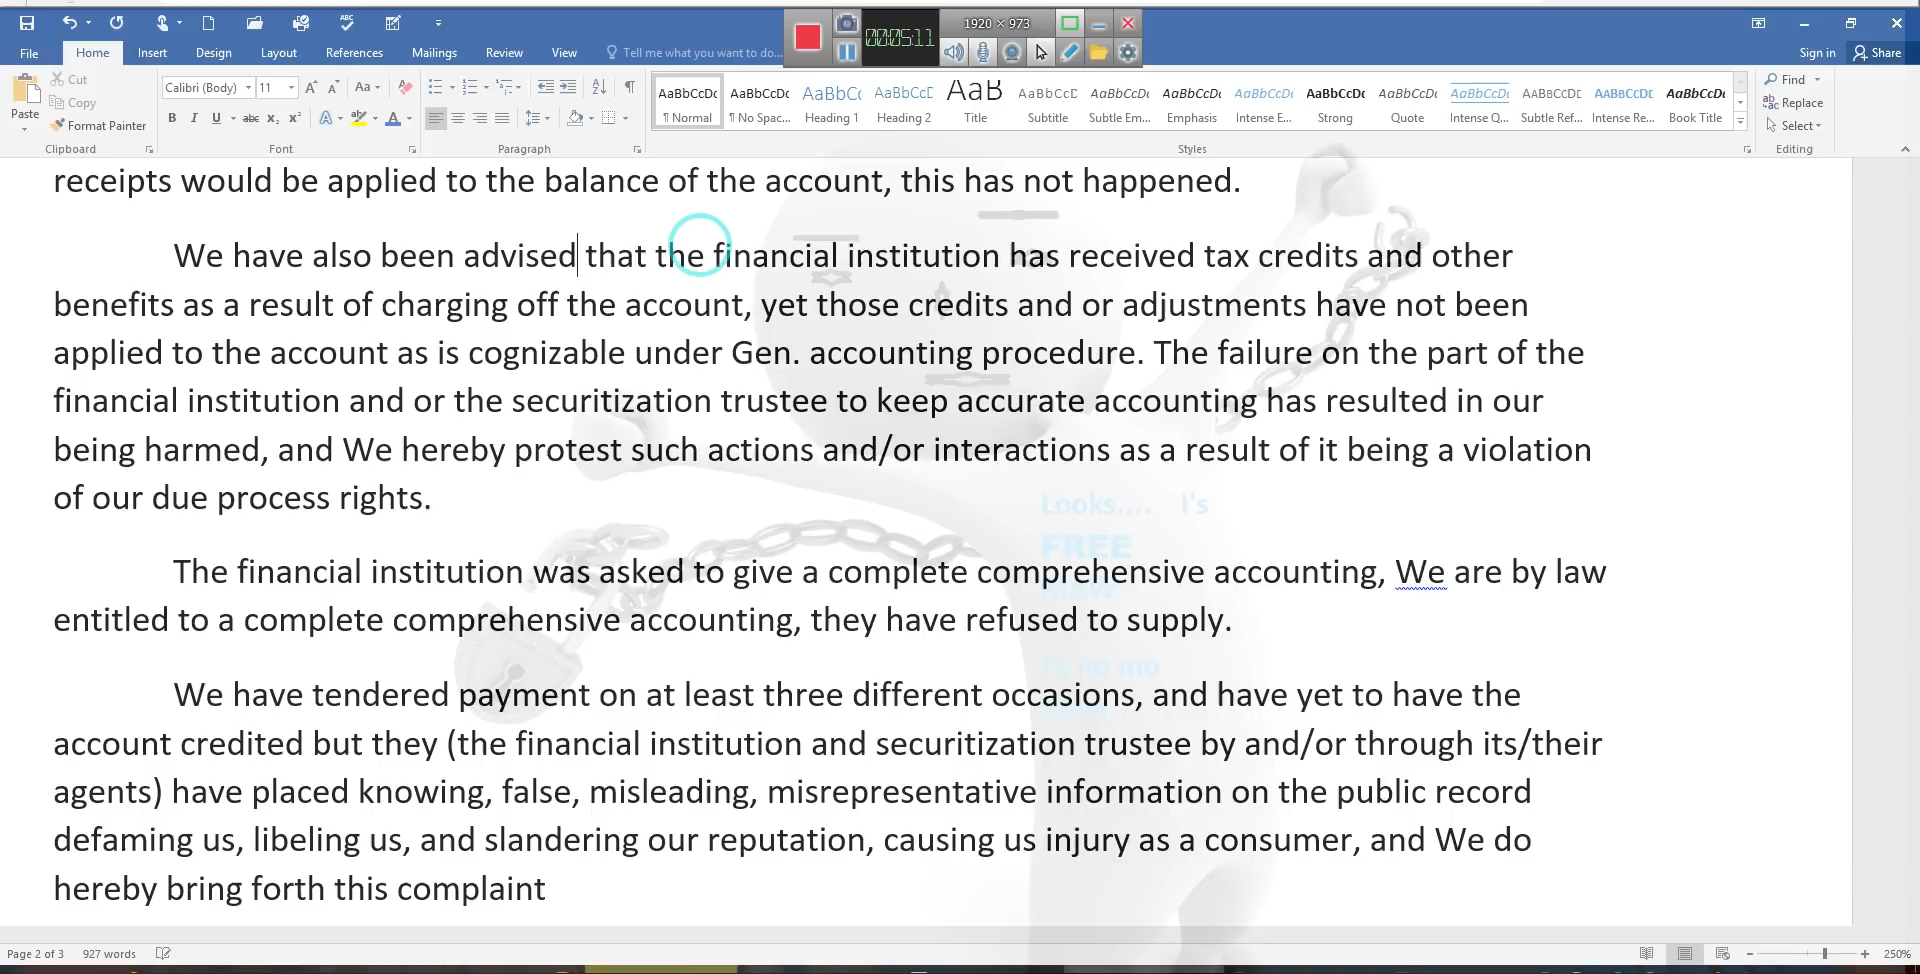 00:05:11
1920 × 973
File Home Insert Design Layout References Mailings Review View Tell me what you want to do... Sign in Share
Cut
Copy
Format Painter
Paste
Clipboard
Calibri (Body) 11
Font
Paragraph
AaBbCcDc AaBbCcDc AaBbCc AaBbCcD AaB AaBbCcD AaBbCcDc AaBbCcDc AaBbCcDc AaBbCcDc AaBbCcDc AaBbCcDc AaBbCcDc AaBbCcDc AaBbCcDc
¶ Normal ¶ No Spac... Heading 1 Heading 2 Title Subtitle Subtle Em... Emphasis Intense E... Strong Quote Intense Q... Subtle Ref... Intense Re... Book Title
Styles
Find
Replace
Select
Editing
receipts would be applied to the balance of the account, this has not happened.
We have also been advised that the financial institution has received tax credits and other
benefits as a result of charging off the account, yet those credits and or adjustments have not been
applied to the account as is cognizable under Gen. accounting procedure. The failure on the part of the
financial institution and or the securitization trustee to keep accurate accounting has resulted in our
being harmed, and We hereby protest such actions and/or interactions as a result of it being a violation
of our due process rights.
Looks.... I's
FREE
The financial institution was asked to give a complete comprehensive accounting, We are by law
entitled to a complete comprehensive accounting, they have refused to supply.
I's no mo
We have tendered payment on at least three different occasions, and have yet to have the
account credited but they (the financial institution and securitization trustee by and/or through its/their
agents) have placed knowing, false, misleading, misrepresentative information on the public record
defaming us, libeling us, and slandering our reputation, causing us injury as a consumer, and We do
hereby bring forth this complaint
Page 2 of 3 927 words 250%